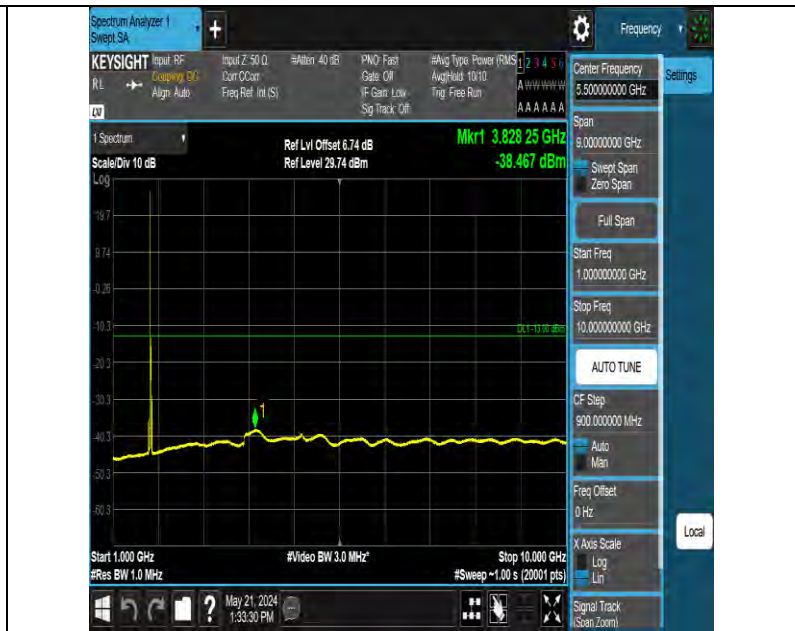 Spectrum Analyzer 1
Swept SA
+
Frequency
KEYSIGHT
RL
Input: RF
Coupling: DC
Align: Auto
Input Z: 50 Ω
Corr CCorr
Freq Ref: Int (S)
#Atten: 40 dB
PNO: Fast
Gate: Off
IF Gain: Low
Sig Track: Off
#Avg Type: Power (RMS
Avg|Hold: 10/10
Trig: Free Run
1 2 3 4 5 6
A W W W W W
A A A A A A
1 Spectrum
Scale/Div 10 dB
Log
Ref Lvl Offset 6.74 dB
Ref Level 29.74 dBm
Mkr1 3.828 25 GHz
-38.467 dBm
19.7
9.74
-0.26
-10.3
-20.3
-30.3
-40.3
-50.3
-60.3
DL1 -13.00 dBm
1
Start 1.000 GHz
#Res BW 1.0 MHz
#Video BW 3.0 MHz*
Stop 10.000 GHz
#Sweep ~1.00 s (20001 pts)
May 21, 2024
1:33:30 PM
?
Settings
Center Frequency
5.500000000 GHz
Span
9.00000000 GHz
Swept Span
Zero Span
Full Span
Start Freq
1.000000000 GHz
Stop Freq
10.000000000 GHz
AUTO TUNE
CF Step
900.000000 MHz
Auto
Man
Freq Offset
0 Hz
X Axis Scale
Log
Lin
Signal Track
(Span Zoom)
Local